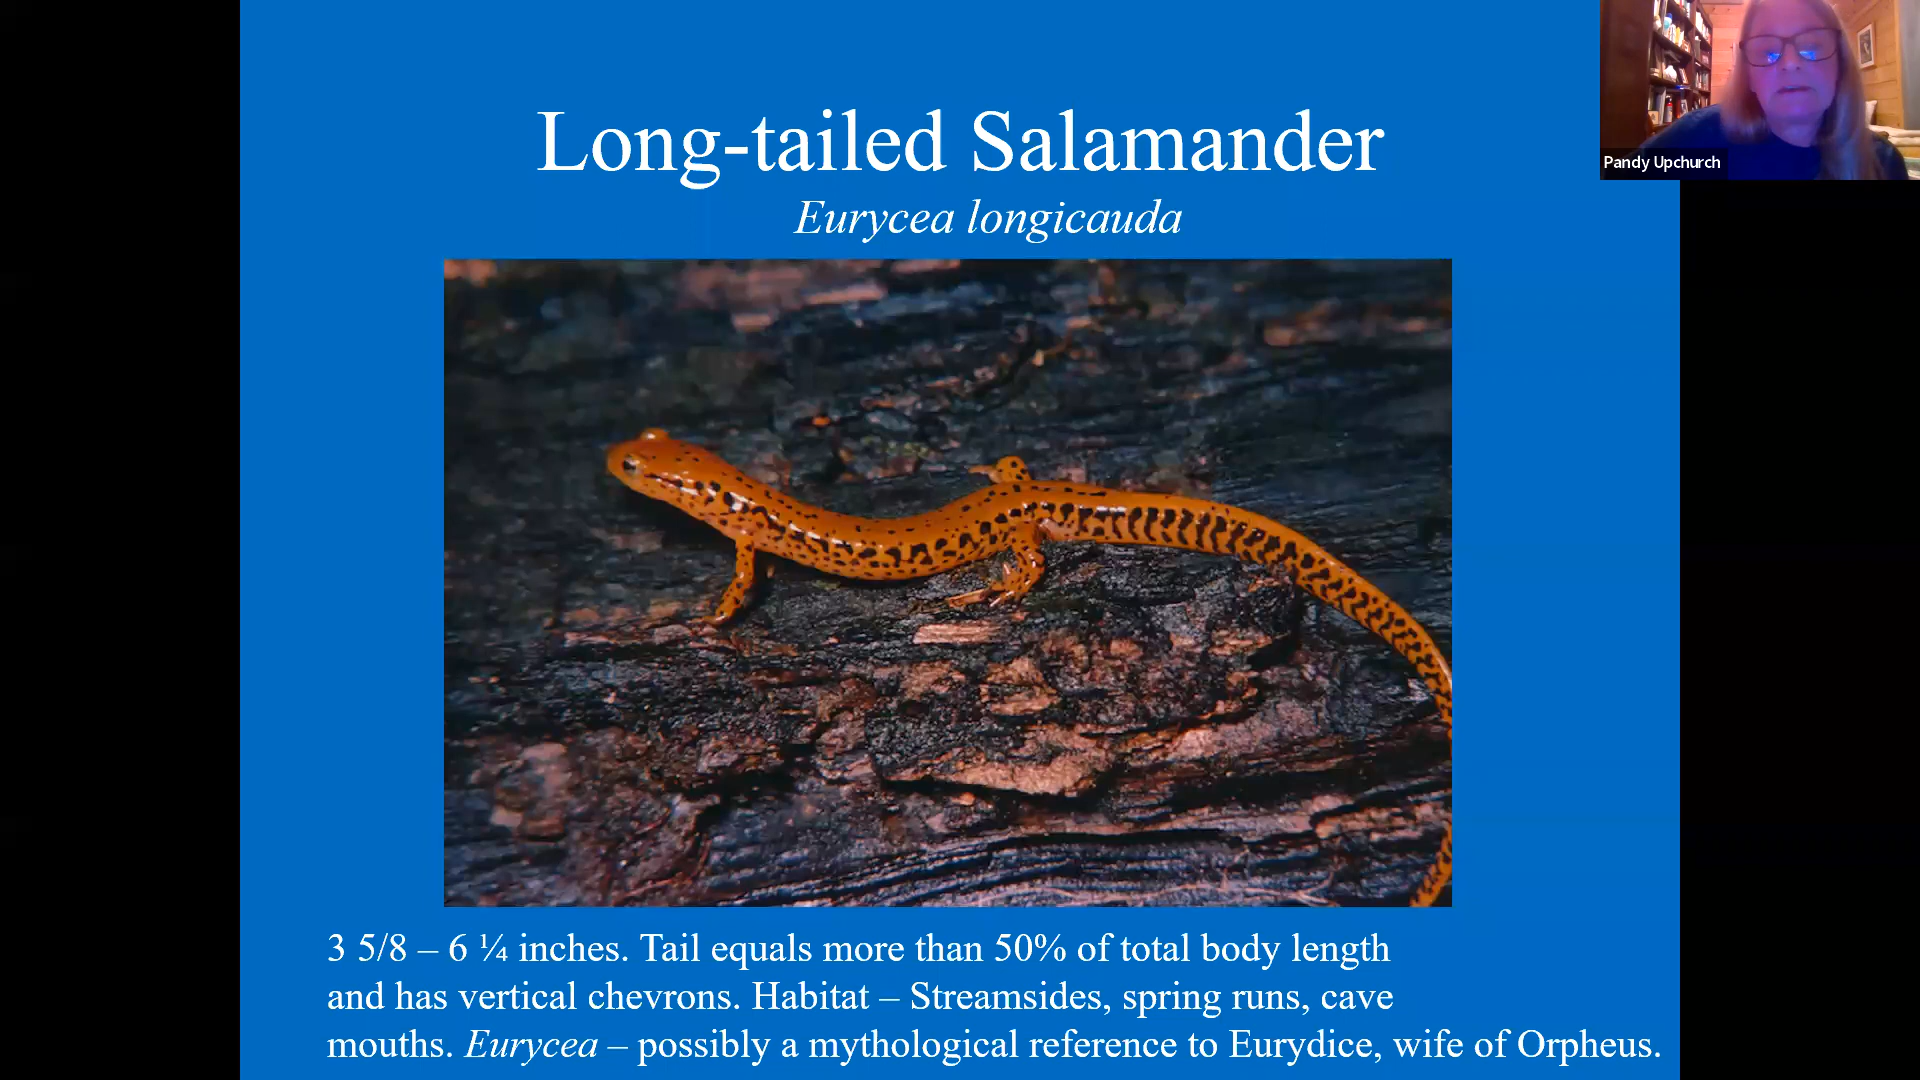 Long-tailed Salamander
Eurycea longicauda
Pandy Upchurch
3 5/8 – 6 ¼ inches. Tail equals more than 50% of total body length
and has vertical chevrons. Habitat – Streamsides, spring runs, cave
mouths. Eurycea – possibly a mythological reference to Eurydice, wife of Orpheus.